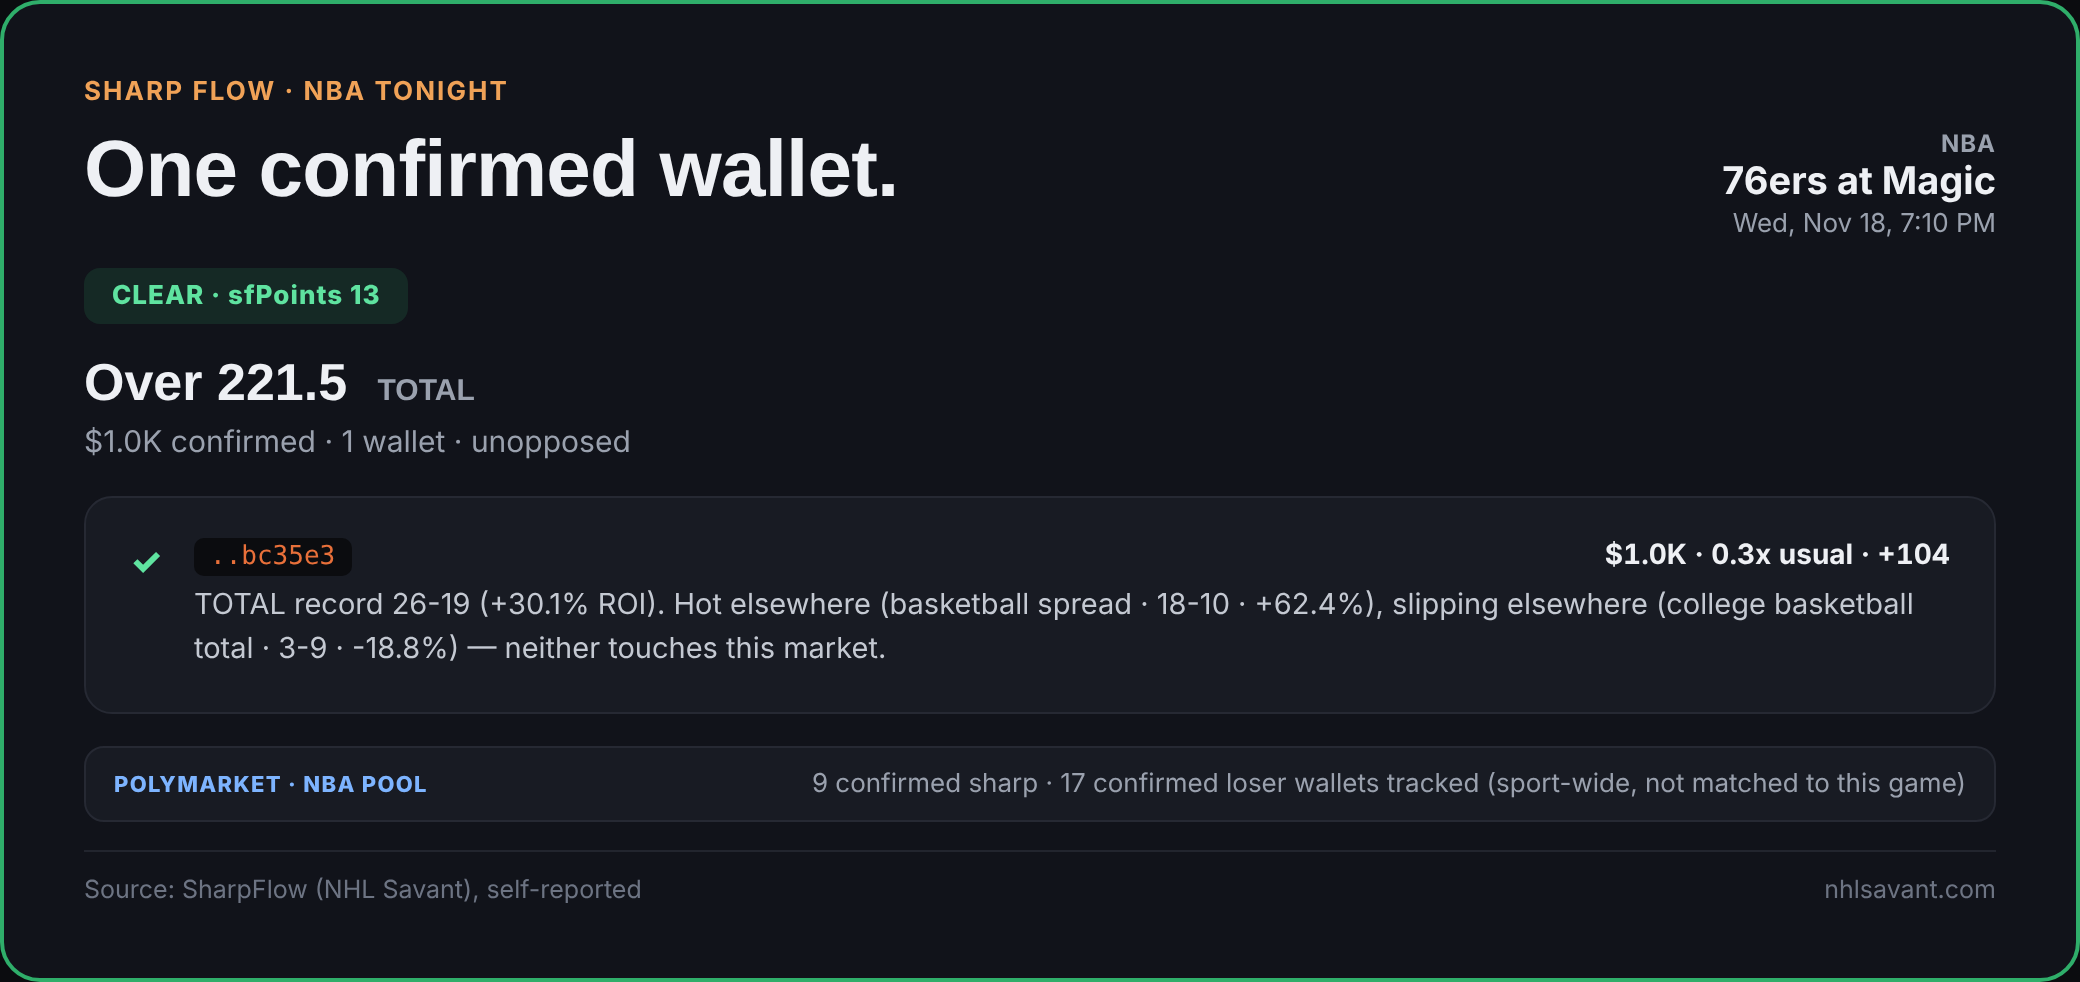 SHARP FLOW · NBA TONIGHT
One confirmed wallet.
NBA
76ers at Magic
Wed, Nov 18, 7:10 PM
CLEAR · sfPoints 13
Over 221.5 TOTAL
$1.0K confirmed · 1 wallet · unopposed
..bc35e3
$1.0K · 0.3x usual · +104
TOTAL record 26-19 (+30.1% ROI). Hot elsewhere (basketball spread · 18-10 · +62.4%), slipping elsewhere (college basketball
total · 3-9 · -18.8%) — neither touches this market.
POLYMARKET · NBA POOL
9 confirmed sharp · 17 confirmed loser wallets tracked (sport-wide, not matched to this game)
Source: SharpFlow (NHL Savant), self-reported
nhlsavant.com